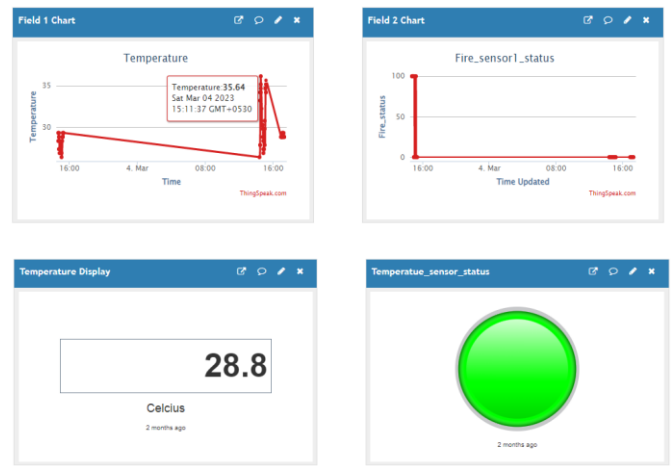 Field 1 Chart
Temperature
35
30
Temperature
Temperature:35.64
Sat Mar 04 2023
15:11:37 GMT+0530
16:00 4. Mar 08:00 16:00
Time
ThingSpeak.com
Field 2 Chart
Fire_sensor1_status
100
50
0
Fire_status
16:00 4. Mar 08:00 16:00
Time Updated
ThingSpeak.com
Temperature Display
28.8
Celcius
2 months ago
Temperatue_sensor_status
2 months ago